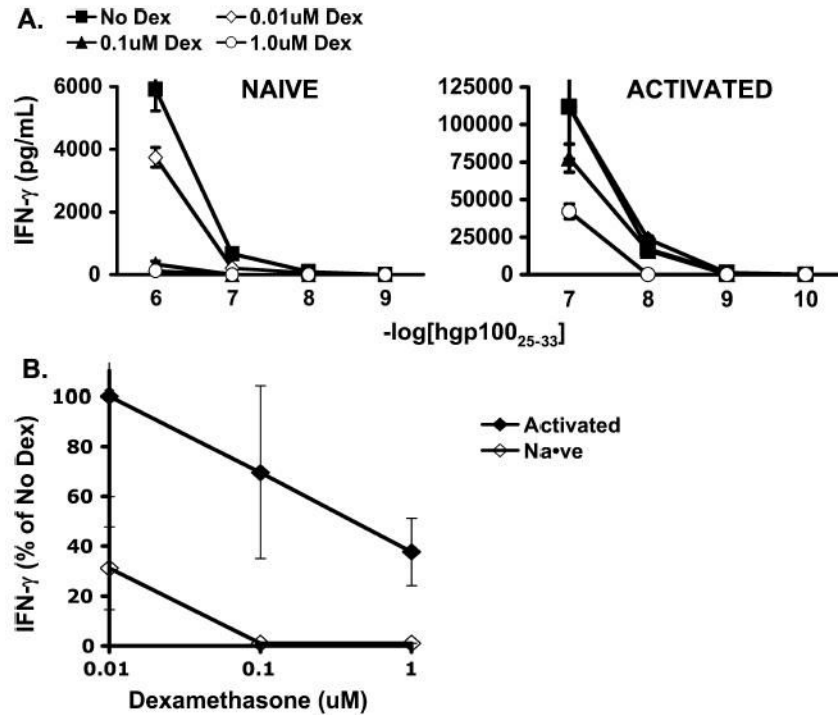 A.
No Dex 0.01uM Dex
0.1uM Dex 1.0uM Dex
NAIVE
ACTIVATED
IFN-γ (pg/mL)
6000
4000
2000
0
6 7 8 9
125000
100000
75000
50000
25000
0
7 8 9 10
-log[hgp100₂₅₋₃₃]
B.
IFN-γ (% of No Dex)
100
80
60
40
20
0
0.01 0.1 1
Dexamethasone (uM)
Activated
Na•ve